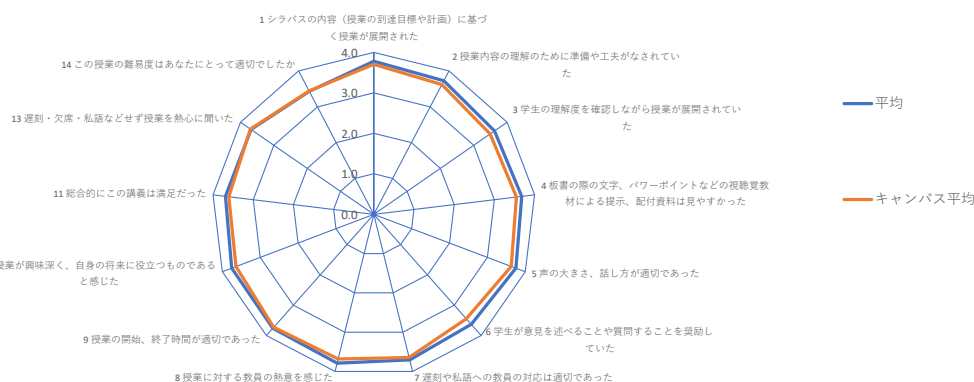 1 シラバスの内容（授業の到達目標や計画）に基づ
く授業が展開された
4.0
3.0
2.0
1.0
0.0
2 授業内容の理解のために準備や工夫がなされてい
た
3 学生の理解度を確認しながら授業が展開されてい
た
4 板書の際の文字、パワーポイントなどの視聴覚教
材による提示、配付資料は見やすかった
5 声の大きさ、話し方が適切であった
6 学生が意見を述べることや質問することを奨励し
ていた
7 遅刻や私語への教員の対応は適切であった
8 授業に対する教員の熱意を感じた
9 授業の開始、終了時間が適切であった
授業が興味深く、自身の将来に役立つものである
と感じた
11 総合的にこの講義は満足だった
13 遅刻・欠席・私語などせず授業を熱心に聞いた
14 この授業の難易度はあなたにとって適切でしたか
平均
キャンパス平均